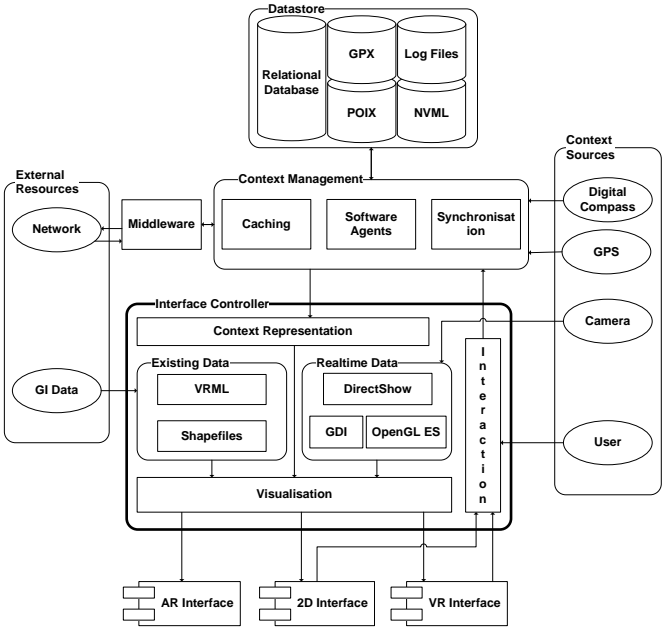 Datastore
Relational
Database
GPX
Log Files
POIX
NVML
External
Resources
Network
GI Data
Middleware
Context Management
Caching
Software
Agents
Synchronisat
ion
Context
Sources
Digital
Compass
GPS
Camera
User
Interface Controller
Context Representation
Existing Data
VRML
Shapefiles
Realtime Data
DirectShow
GDI
OpenGL ES
Interaction
Visualisation
AR Interface
2D Interface
VR Interface